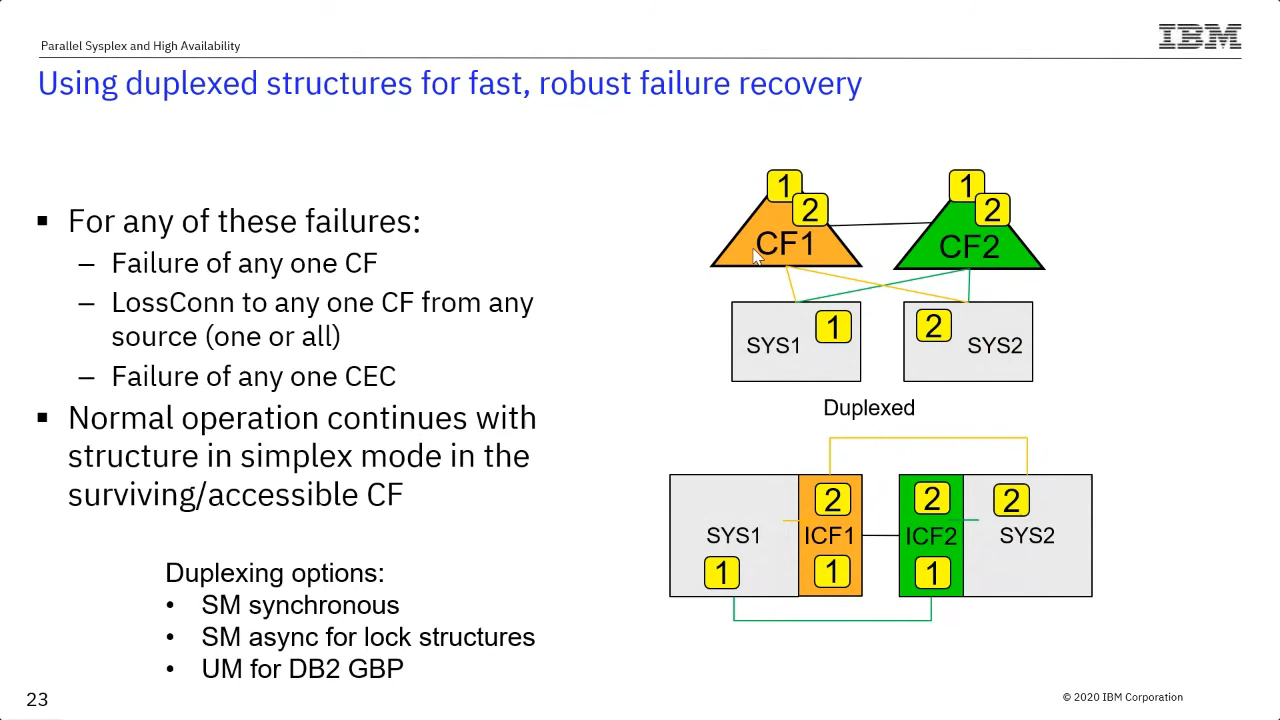 Parallel Sysplex and High Availability
IBM
Using duplexed structures for fast, robust failure recovery
▪ For any of these failures:
– Failure of any one CF
– LossConn to any one CF from any
source (one or all)
– Failure of any one CEC
▪ Normal operation continues with
structure in simplex mode in the
surviving/accessible CF
Duplexing options:
• SM synchronous
• SM async for lock structures
• UM for DB2 GBP
1
2
CF1
1
2
CF2
SYS1
1
2
SYS2
Duplexed
SYS1
1
2
ICF1
1
2
ICF2
1
2
SYS2
23
© 2020 IBM Corporation